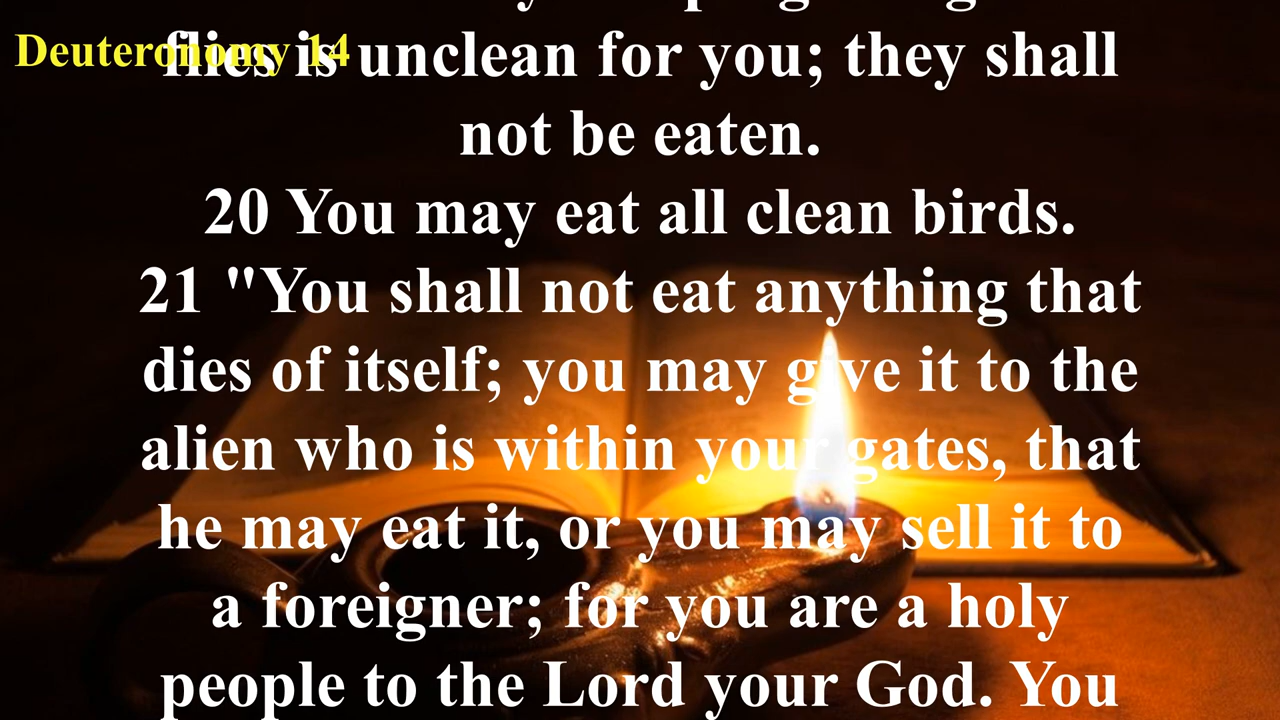 Deuteronomy 14
flies is unclean for you; they shall
not be eaten.
20 You may eat all clean birds.
21 "You shall not eat anything that
dies of itself; you may give it to the
alien who is within your gates, that
he may eat it, or you may sell it to
a foreigner; for you are a holy
people to the Lord your God. You